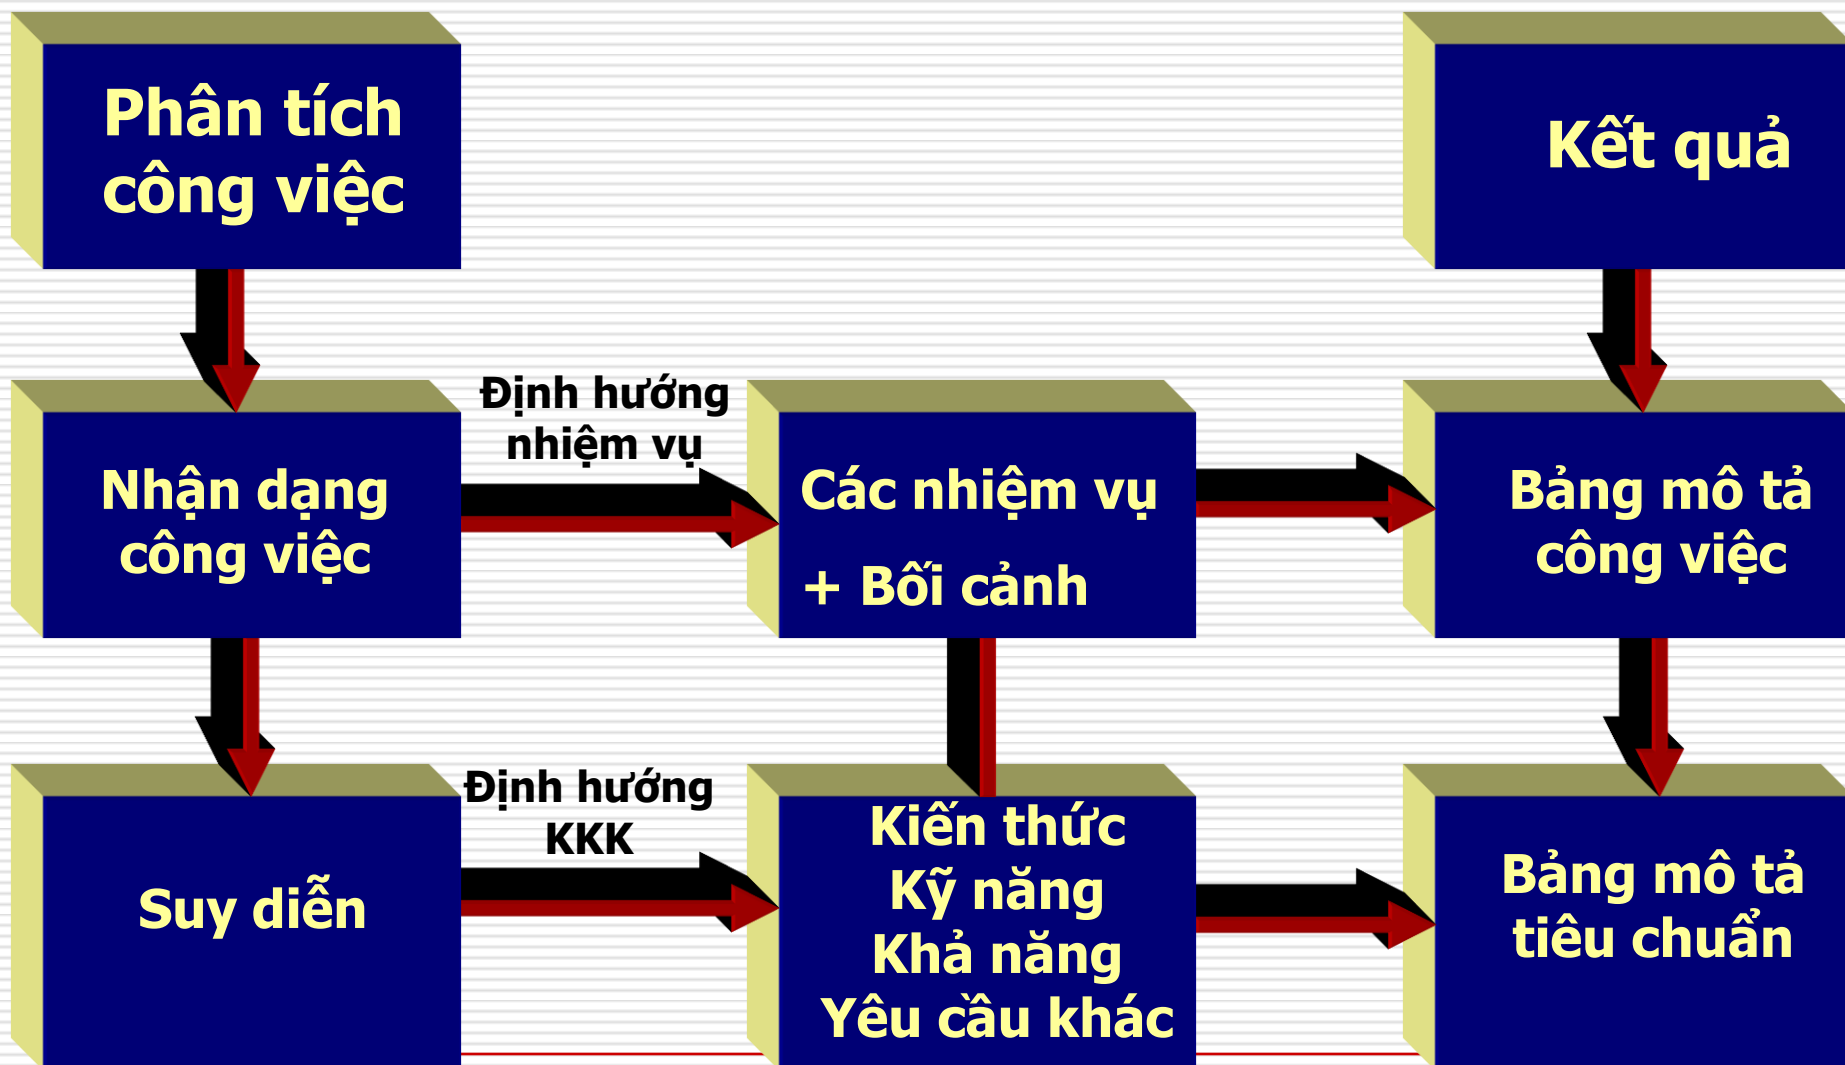 Phân tích
công việc
Kết quả
Định hướng
nhiệm vụ
Nhận dạng
công việc
Các nhiệm vụ
+ Bối cảnh
Bảng mô tả
công việc
Định hướng
KKK
Suy diễn
Kiến thức
Kỹ năng
Khả năng
Yêu cầu khác
Bảng mô tả
tiêu chuẩn